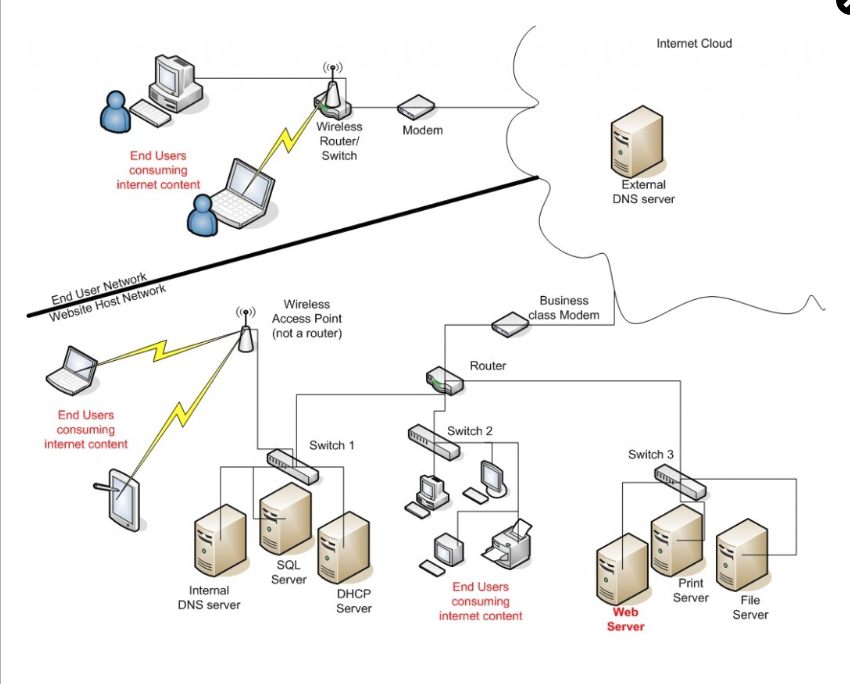 Internet Cloud
Wireless
Router/
Switch
Modem
End Users
consuming
internet content
External
DNS server
End User Network
Website Host Network
Wireless
Access Point
(not a router)
Business
class Modem
Router
End Users
consuming
internet content
Switch 1
Switch 2
Switch 3
Internal
DNS server
SQL
Server
DHCP
Server
End Users
consuming
internet content
Web
Server
Print
Server
File
Server